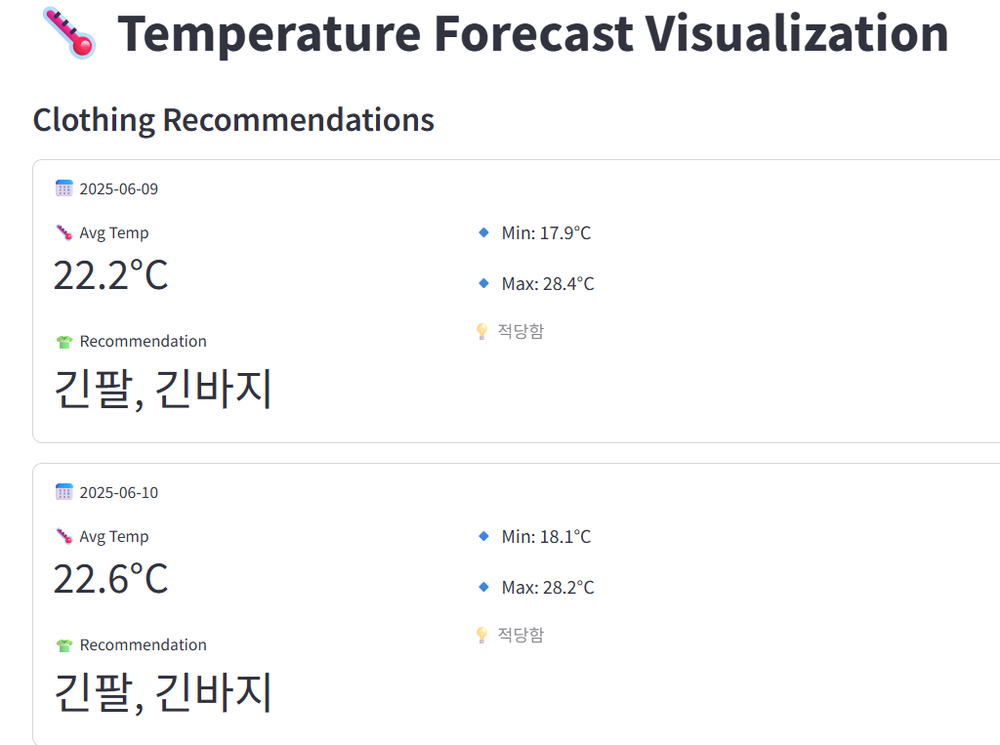 Temperature Forecast Visualization
Clothing Recommendations
2025-06-09
Avg Temp
22.2°C
Recommendation
긴팔, 긴바지
Min: 17.9°C
Max: 28.4°C
적당함
2025-06-10
Avg Temp
22.6°C
Recommendation
긴팔, 긴바지
Min: 18.1°C
Max: 28.2°C
적당함